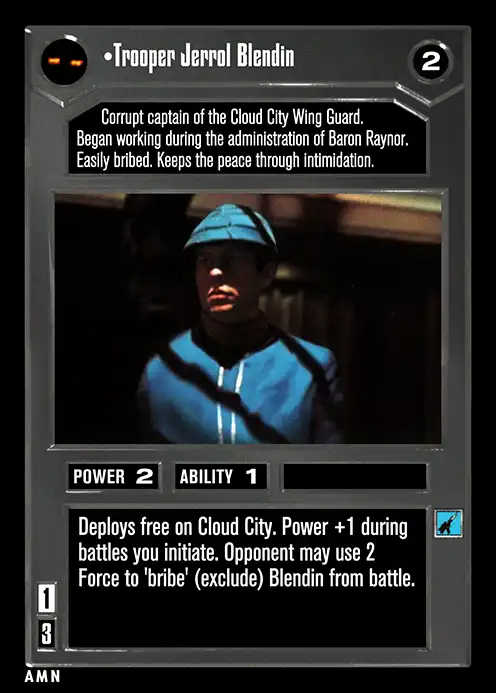 •Trooper Jerrol Blendin
2
Corrupt captain of the Cloud City Wing Guard.
Began working during the administration of Baron Raynor.
Easily bribed. Keeps the peace through intimidation.
POWER 2 ABILITY 1
Deploys free on Cloud City. Power +1 during
battles you initiate. Opponent may use 2
Force to 'bribe' (exclude) Blendin from battle.
1
3
AMN